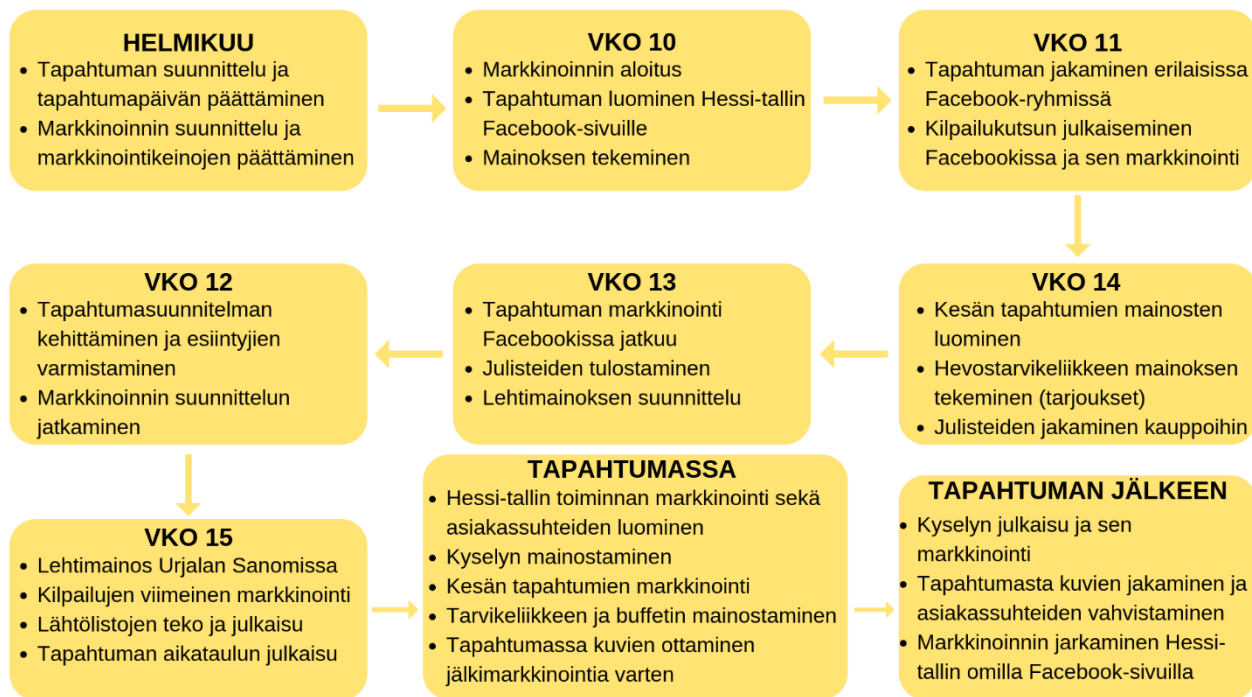 HELMIKUU
• Tapahtuman suunnittelu ja
tapahtumapäivän päättäminen
• Markkinoinnin suunnittelu ja
markkinointikeinojen päättäminen
VKO 10
• Markkinoinnin aloitus
• Tapahtuman luominen Hessi-tallin
Facebook-sivuille
• Mainoksen tekeminen
VKO 11
• Tapahtuman jakaminen erilaisissa
Facebook-ryhmissä
• Kilpailukutsun julkaiseminen
Facebookissa ja sen markkinointi
VKO 14
• Kesän tapahtumien mainosten
luominen
• Hevostarvikeliikkeen mainoksen
tekeminen (tarjoukset)
• Julisteiden jakaminen kauppoihin
VKO 13
• Tapahtuman markkinointi
Facebookissa jatkuu
• Julisteiden tulostaminen
• Lehtimainoksen suunnittelu
VKO 12
• Tapahtumasuunnitelman
kehittäminen ja esiintyjien
varmistaminen
• Markkinoinnin suunnittelun
jatkaminen
VKO 15
• Lehtimainos Urjalan Sanomissa
• Kilpailujen viimeinen markkinointi
• Lähtölistojen teko ja julkaisu
• Tapahtuman aikataulun julkaisu
TAPAHTUMASSA
• Hessi-tallin toiminnan markkinointi sekä
asiakassuhteiden luominen
• Kyselyn mainostaminen
• Kesän tapahtumien markkinointi
• Tarvikeliikkeen ja buffetin mainostaminen
• Tapahtumassa kuvien ottaminen
jälkimarkkinointia varten
TAPAHTUMAN JÄLKEEN
• Kyselyn julkaisu ja sen
markkinointi
• Tapahtumasta kuvien jakaminen ja
asiakassuhteiden vahvistaminen
• Markkinoinnin jarkaminen Hessi-
tallin omilla Facebook-sivuilla